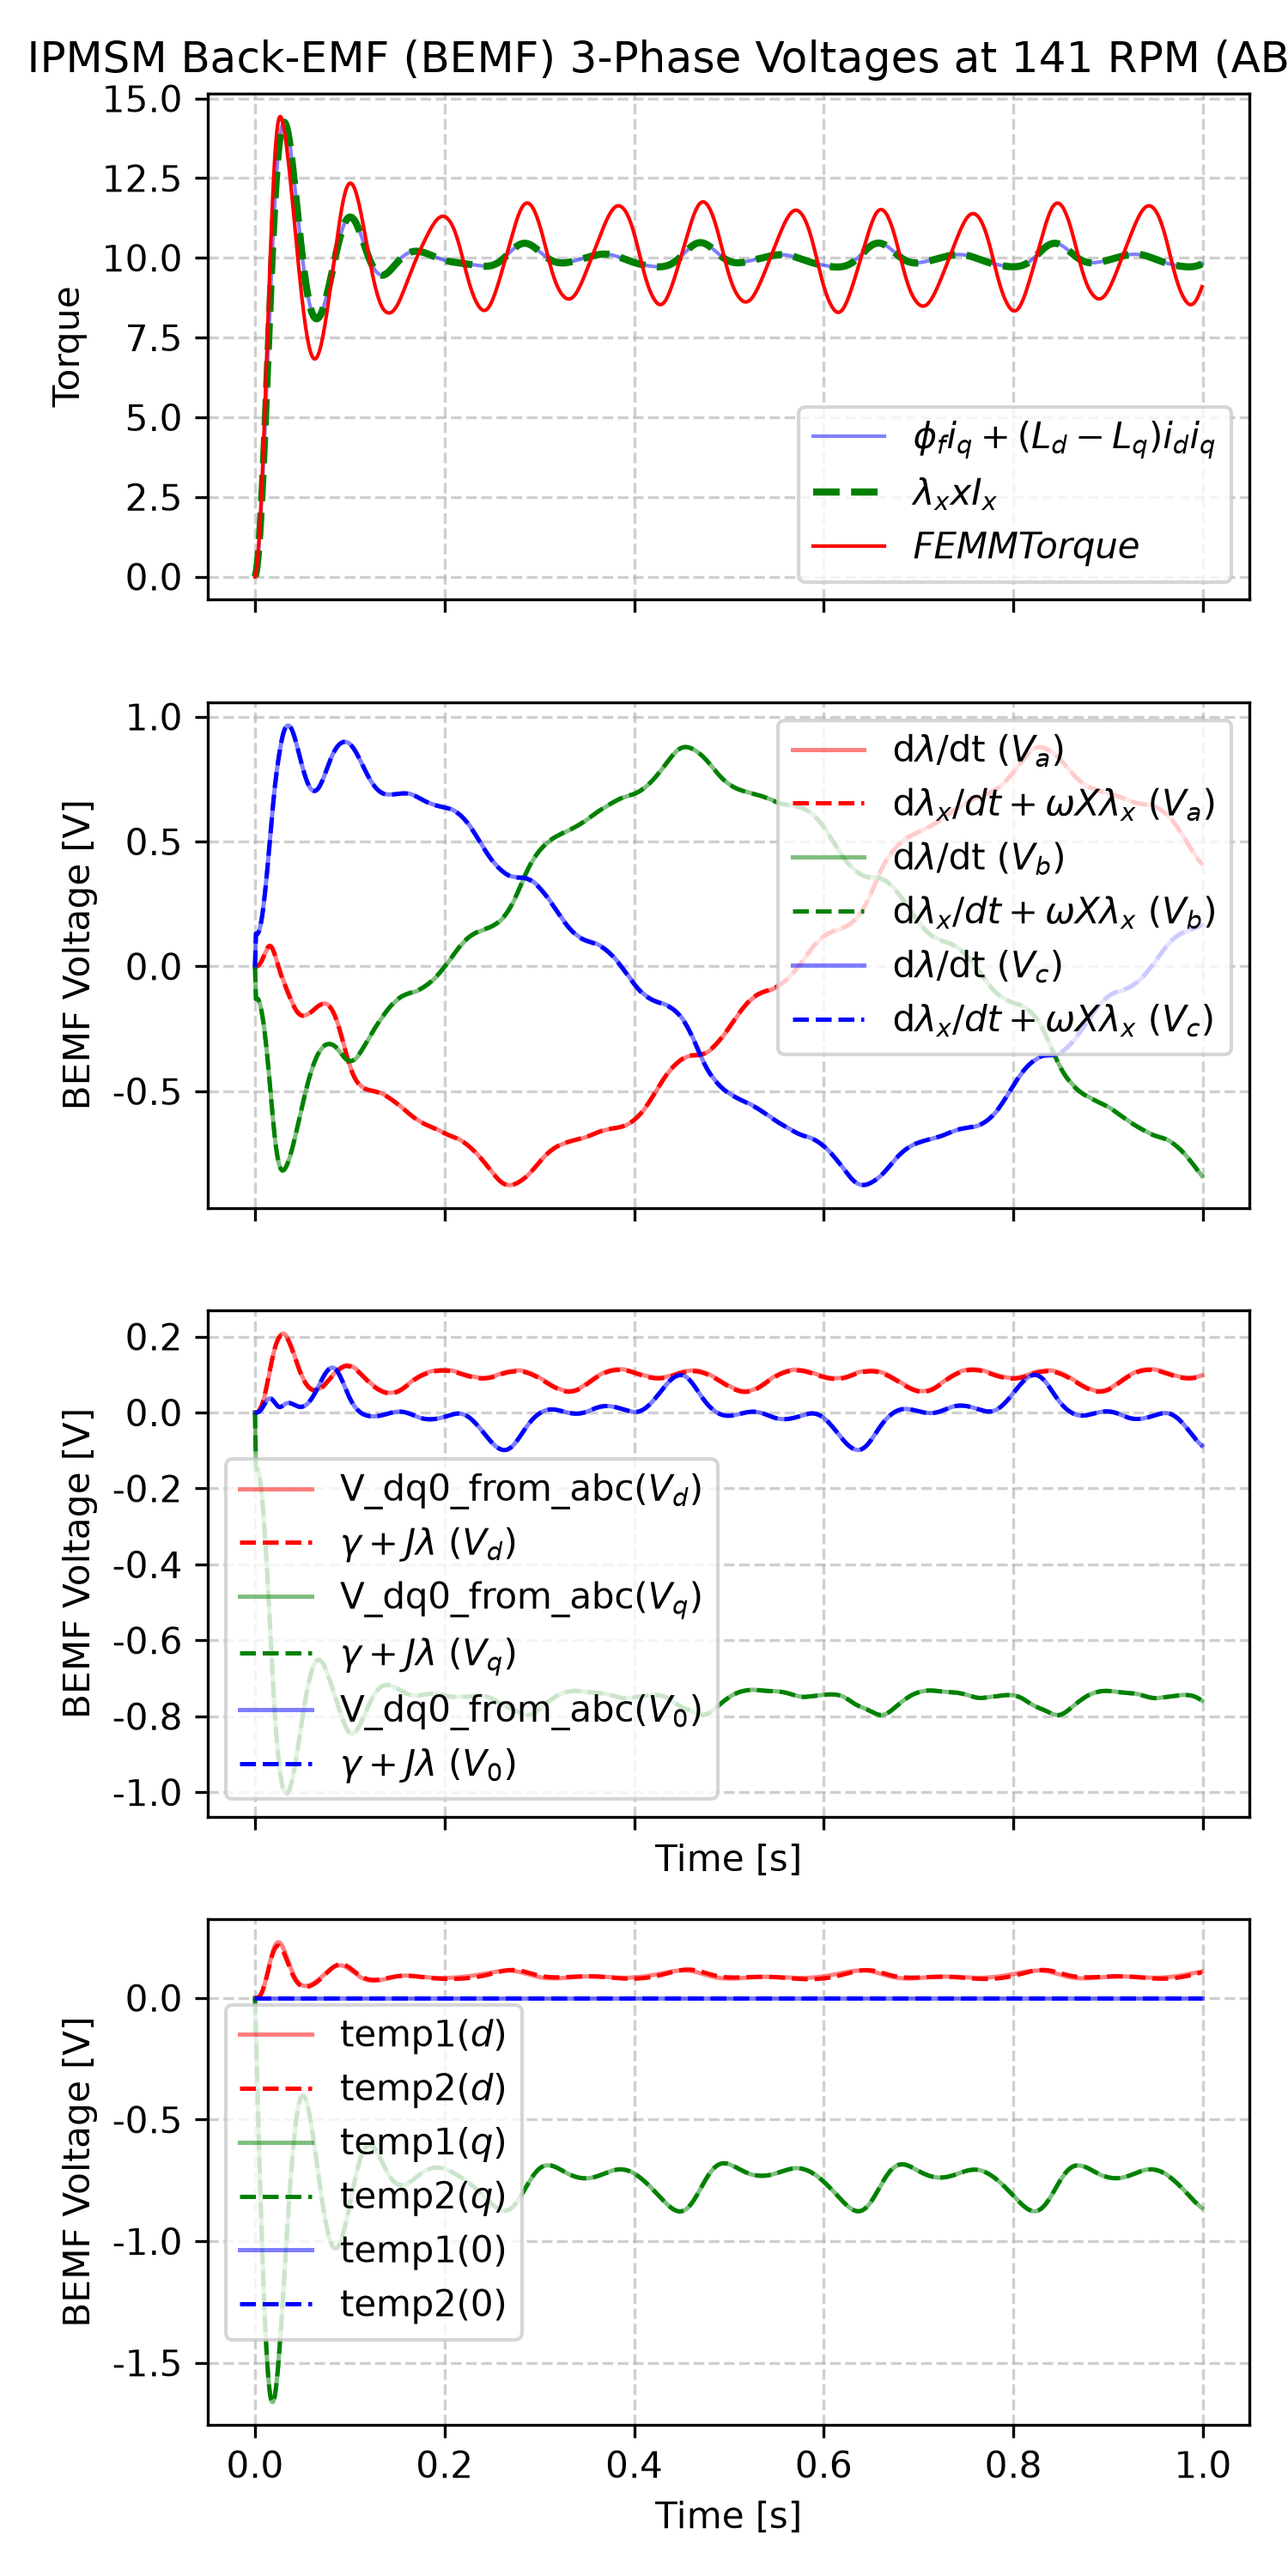 IPMSM Back-EMF (BEMF) 3-Phase Voltages at 141 RPM (AB
15.0
12.5
10.0
7.5
5.0
2.5
0.0
Torque
ϕ_f i_q + (L_d − L_q)i_d i_q
λ_x x I_x
FEMMTorque
1.0
0.5
0.0
-0.5
BEMF Voltage [V]
dλ/dt (V_a)
dλ_x/dt + ωXλ_x (V_a)
dλ/dt (V_b)
dλ_x/dt + ωXλ_x (V_b)
dλ/dt (V_c)
dλ_x/dt + ωXλ_x (V_c)
0.2
0.0
-0.2
-0.4
-0.6
-0.8
-1.0
BEMF Voltage [V]
V_dq0_from_abc(V_d)
γ + Jλ (V_d)
V_dq0_from_abc(V_q)
γ + Jλ (V_q)
V_dq0_from_abc(V_0)
γ + Jλ (V_0)
Time [s]
0.0
-0.5
-1.0
-1.5
BEMF Voltage [V]
temp1(d)
temp2(d)
temp1(q)
temp2(q)
temp1(0)
temp2(0)
0.0 0.2 0.4 0.6 0.8 1.0
Time [s]